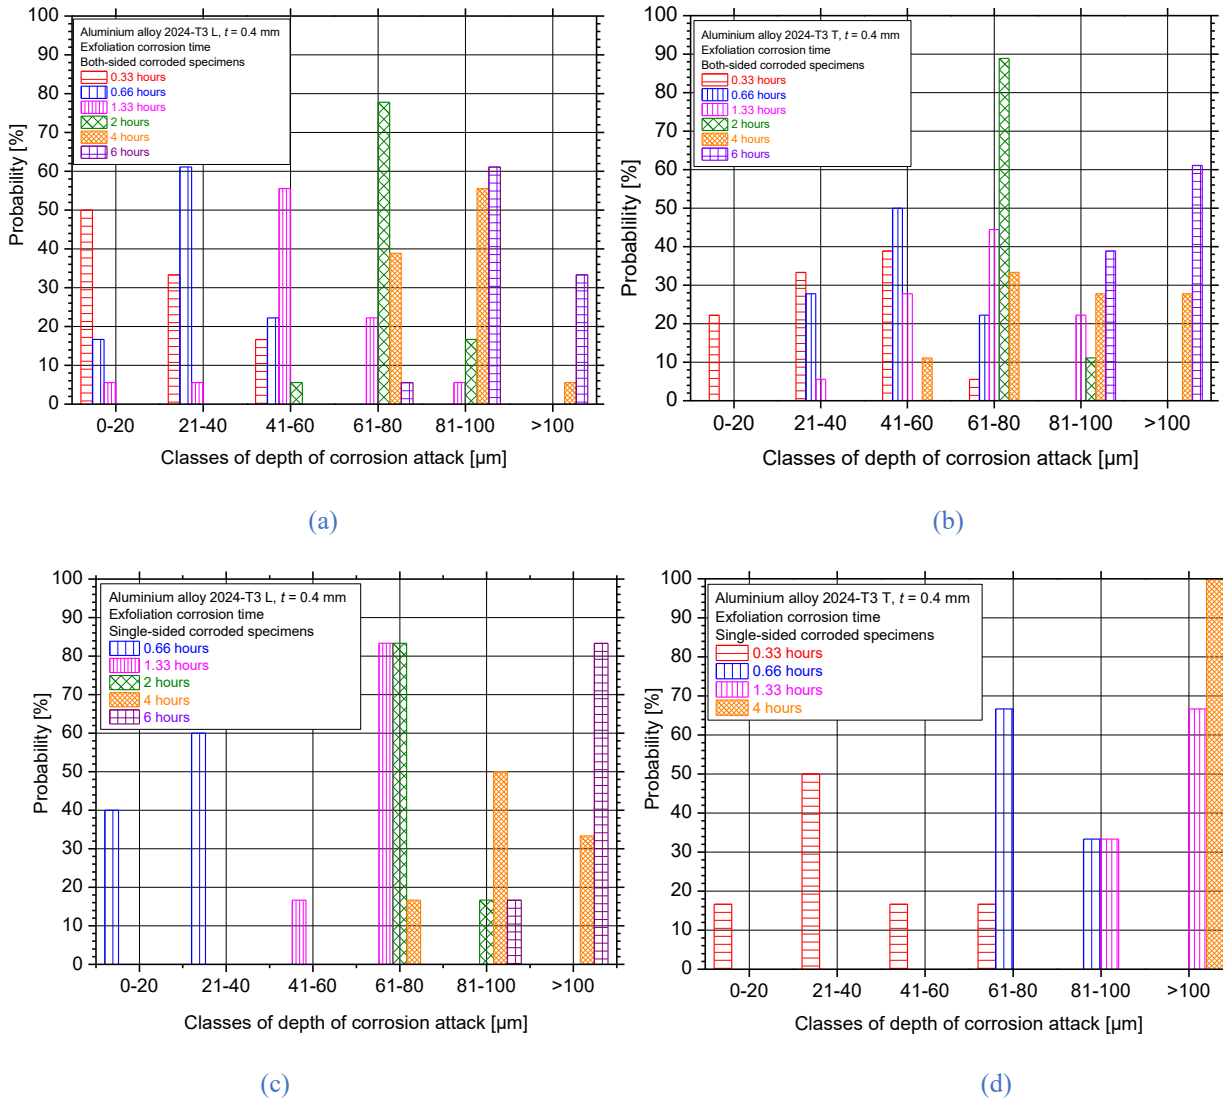 100
90
80
70
60
50
40
30
20
10
0
Probability [%]
Aluminium alloy 2024-T3 L, t = 0.4 mm
Exfoliation corrosion time
Both-sided corroded specimens
0.33 hours
0.66 hours
1.33 hours
2 hours
4 hours
6 hours
0-20 21-40 41-60 61-80 81-100 >100
Classes of depth of corrosion attack [µm]
(a)
100
90
80
70
60
50
40
30
20
10
0
Probablility [%]
Aluminium alloy 2024-T3 T, t = 0.4 mm
Exfoliation corrosion time
Both-sided corroded specimens
0.33 hours
0.66 hours
1.33 hours
2 hours
4 hours
6 hours
0-20 21-40 41-60 61-80 81-100 >100
Classes of depth of corrosion attack [µm]
(b)
100
90
80
70
60
50
40
30
20
10
0
Probability [%]
Aluminium alloy 2024-T3 L, t = 0.4 mm
Exfoliation corrosion time
Single-sided corroded specimens
0.66 hours
1.33 hours
2 hours
4 hours
6 hours
0-20 21-40 41-60 61-80 81-100 >100
Classes of depth of corrosion attack [µm]
(c)
100
90
80
70
60
50
40
30
20
10
0
Probability [%]
Aluminium alloy 2024-T3 T, t = 0.4 mm
Exfoliation corrosion time
Single-sided corroded specimens
0.33 hours
0.66 hours
1.33 hours
4 hours
0-20 21-40 41-60 61-80 81-100 >100
Classes of depth of corrosion attack [µm]
(d)